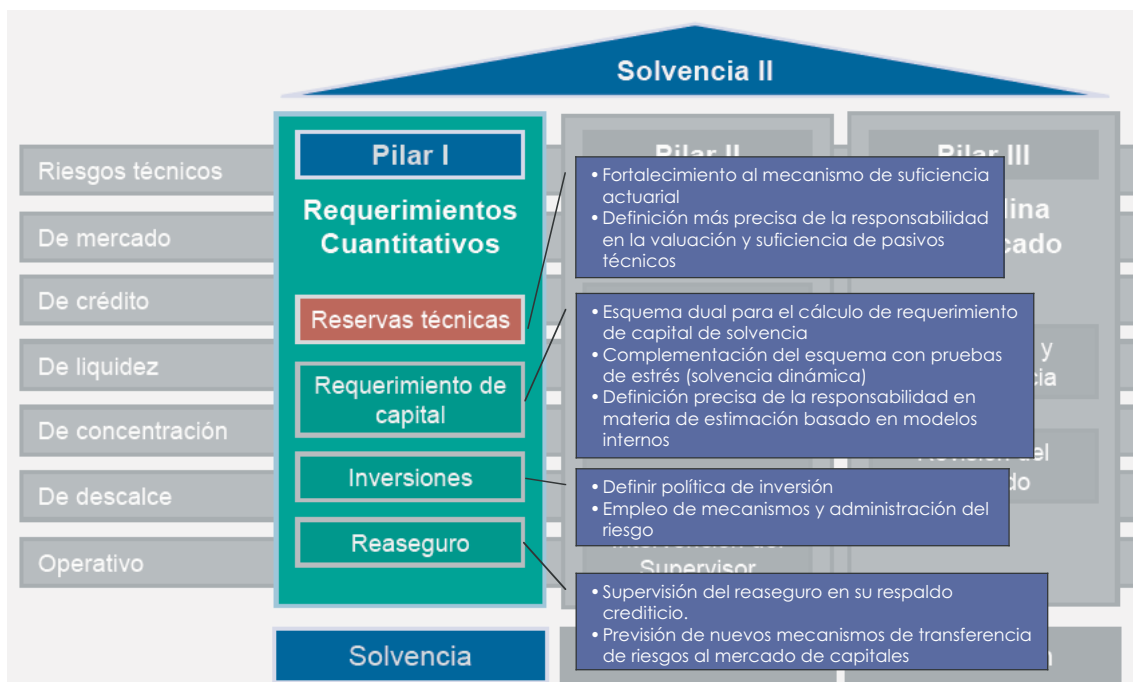 Solvencia II
Pilar I
Pilar II
Pilar III
Riesgos técnicos
De mercado
De crédito
De liquidez
De concentración
De descalce
Operativo
Requerimientos
Cuantitativos
Reservas técnicas
Requerimiento de
capital
Inversiones
Reaseguro
Solvencia
• Fortalecimiento al mecanismo de suficiencia
actuarial
• Definición más precisa de la responsabilidad
en la valuación y suficiencia de pasivos
técnicos
• Esquema dual para el cálculo de requerimiento
de capital de solvencia
• Complementación del esquema con pruebas
de estrés (solvencia dinámica)
• Definición precisa de la responsabilidad en
materia de estimación basado en modelos
internos
y
• Definir política de inversión
• Empleo de mecanismos y administración del
riesgo
Supervisor
• Supervisión del reaseguro en su respaldo
crediticio.
• Previsión de nuevos mecanismos de transferencia
de riesgos al mercado de capitales